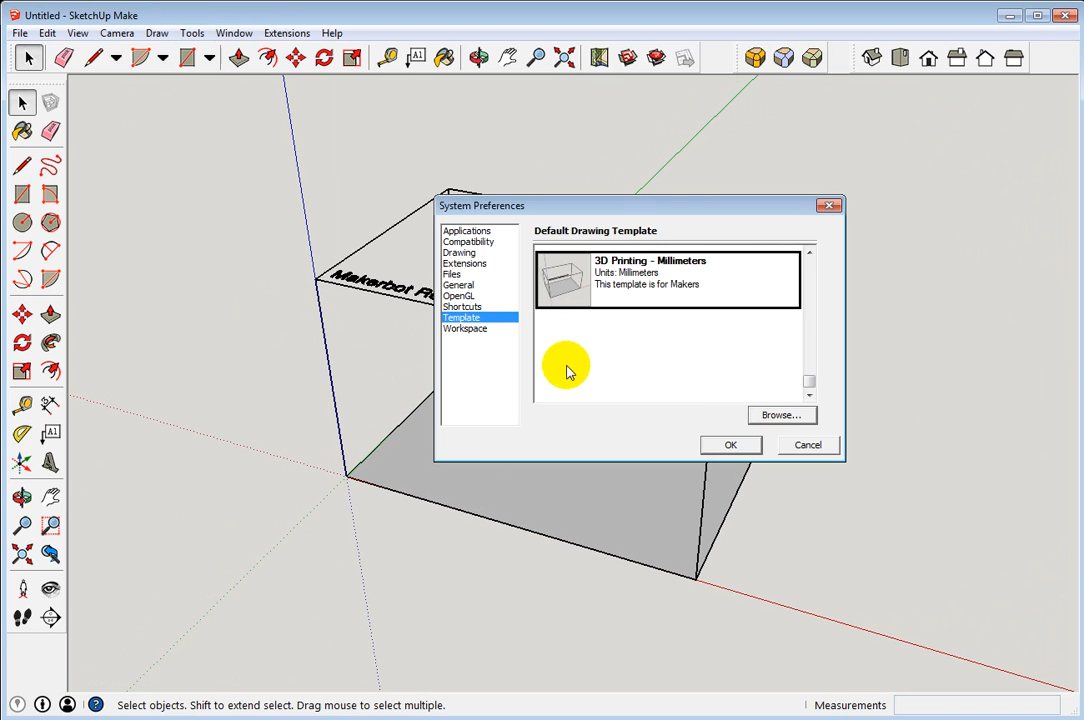 Untitled - SketchUp Make
File Edit View Camera Draw Tools Window Extensions Help
A1
System Preferences
Applications
Compatibility
Drawing
Extensions
Files
General
OpenGL
Shortcuts
Template
Workspace
Default Drawing Template
3D Printing - Millimeters
Units: Millimeters
This template is for Makers
Browse...
OK Cancel
Makerbot
A1
Select objects. Shift to extend select. Drag mouse to select multiple.
Measurements